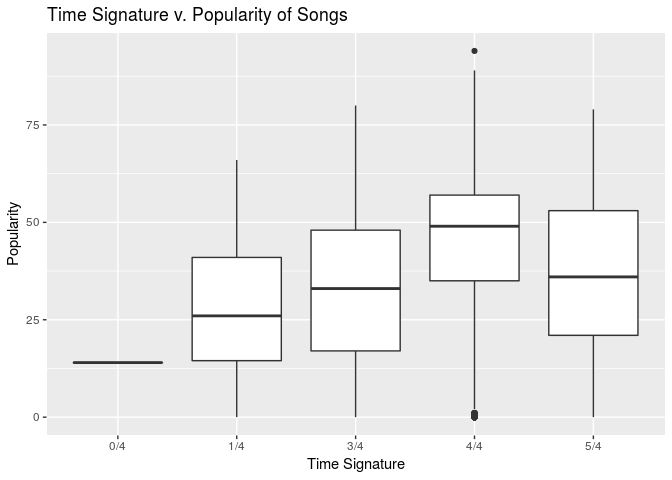 Time Signature v. Popularity of Songs
Popularity
75
50
25
0
0/4 1/4 3/4 4/4 5/4
Time Signature